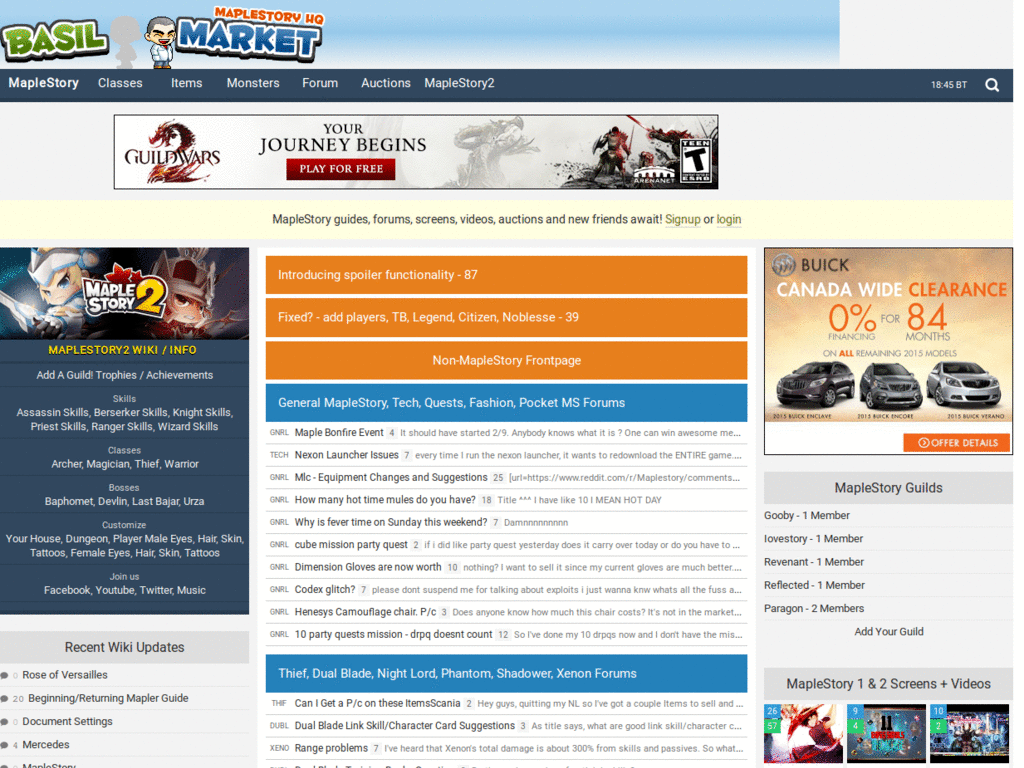 BASIL MARKET
MAPLESTORY HQ
MapleStory Classes Items Monsters Forum Auctions MapleStory2 18:45 BT
GUILD WARS 2
YOUR
JOURNEY BEGINS
PLAY FOR FREE
ARENANET
TEEN
T
ESRB
MapleStory guides, forums, screens, videos, auctions and new friends await! Signup or login
MAPLE STORY 2
MAPLESTORY2 WIKI / INFO
Add A Guild! Trophies / Achievements
Skills
Assassin Skills, Berserker Skills, Knight Skills,
Priest Skills, Ranger Skills, Wizard Skills
Classes
Archer, Magician, Thief, Warrior
Bosses
Baphomet, Devlin, Last Bajar, Urza
Customize
Your House, Dungeon, Player Male Eyes, Hair, Skin,
Tattoos, Female Eyes, Hair, Skin, Tattoos
Join us
Facebook, Youtube, Twitter, Music
Recent Wiki Updates
0 Rose of Versailles
20 Beginning/Returning Mapler Guide
0 Document Settings
4 Mercedes
MapleStory
Introducing spoiler functionality - 87
Fixed? - add players, TB, Legend, Citizen, Noblesse - 39
Non-MapleStory Frontpage
General MapleStory, Tech, Quests, Fashion, Pocket MS Forums
GNRL Maple Bonfire Event 4 It should have started 2/9. Anybody knows what it is ? One can win awesome me...
TECH Nexon Launcher Issues 7 every time I run the nexon launcher, it wants to redownload the ENTIRE game....
GNRL Mlc - Equipment Changes and Suggestions 25 [url=https://www.reddit.com/r/Maplestory/comments...
GNRL How many hot time mules do you have? 18 Title ^^^ I have like 10 I MEAN HOT DAY
GNRL Why is fever time on Sunday this weekend? 7 Damnnnnnnnnn
GNRL cube mission party quest 2 if i did like party quest yesterday does it carry over today or do you have to ...
GNRL Dimension Gloves are now worth 10 nothing? I want to sell it since my current gloves are much better....
GNRL Codex glitch? 7 please dont suspend me for talking about exploits i just wanna knw whats all the fuss a...
GNRL Henesys Camouflage chair. P/c 3 Does anyone know how much this chair costs? It's not in the market...
GNRL 10 party quests mission - drpq doesnt count 12 So I've done my 10 drpqs now and I don't have the mis...
Thief, Dual Blade, Night Lord, Phantom, Shadower, Xenon Forums
THIF Can I Get a P/c on these ItemsScania 2 Hey guys, quitting my NL so I've got a couple Items to sell and ...
DUBL Dual Blade Link Skill/Character Card Suggestions 3 As title says, what are good link skill/character c...
XENO Range problems 7 I've heard that Xenon's total damage is about 300% from skills and passives. So what...
BUICK
CANADA WIDE CLEARANCE
0% FOR 84
FINANCING MONTHS
ON ALL REMAINING 2015 MODELS
2015 BUICK ENCLAVE 2015 BUICK ENCORE 2015 BUICK VERANO
OFFER DETAILS
MapleStory Guilds
Gooby - 1 Member
Iovestory - 1 Member
Revenant - 1 Member
Reflected - 1 Member
Paragon - 2 Members
Add Your Guild
MapleStory 1 & 2 Screens + Videos
26 9 10
57 4 2